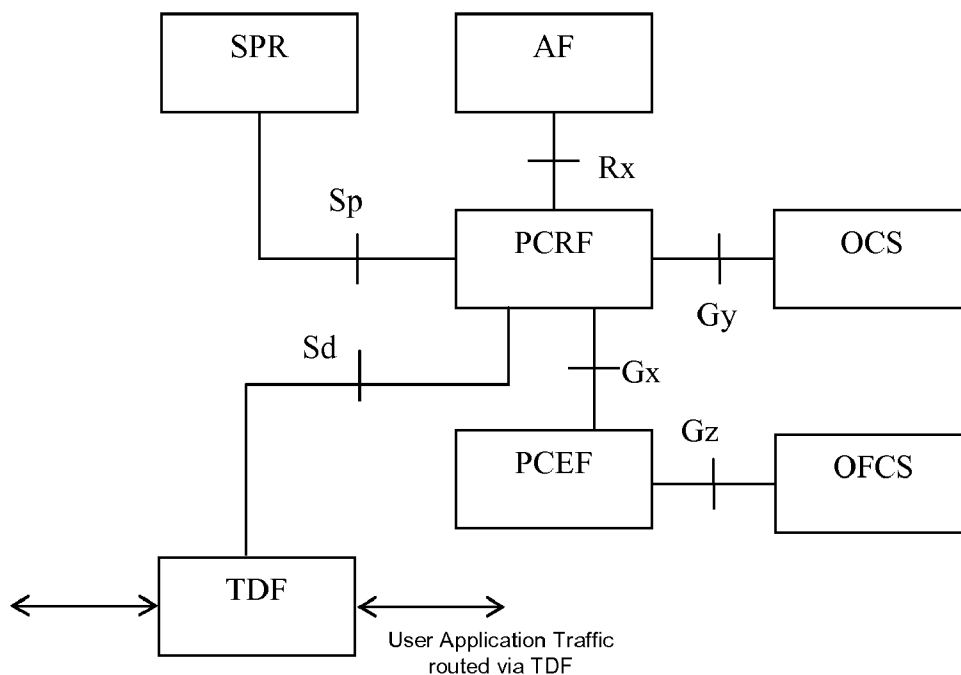 SPR
AF
Rx
Sp
PCRF
OCS
Gy
Sd
Gx
Gz
PCEF
OFCS
TDF
User Application Traffic
routed via TDF